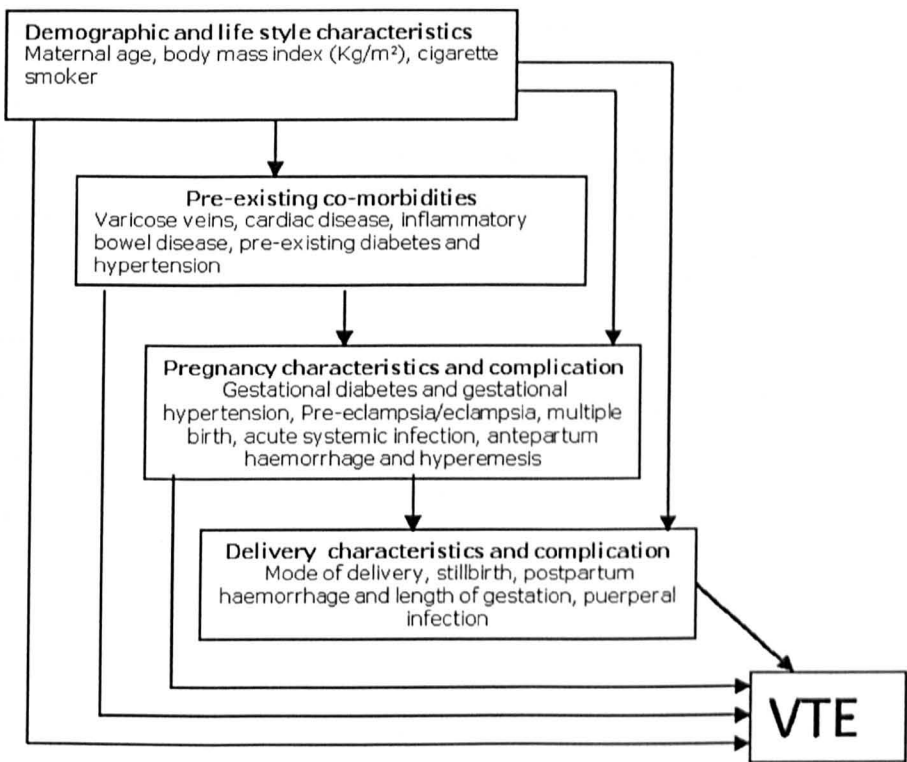 Demographic and life style characteristics
Maternal age, body mass index (Kg/m²), cigarette
smoker
Pre-existing co-morbidities
Varicose veins, cardiac disease, inflammatory
bowel disease, pre-existing diabetes and
hypertension
Pregnancy characteristics and complication
Gestational diabetes and gestational
hypertension, Pre-eclampsia/eclampsia, multiple
birth, acute systemic infection, antepartum
haemorrhage and hyperemesis
Delivery characteristics and complication
Mode of delivery, stillbirth, postpartum
haemorrhage and length of gestation, puerperal
infection
VTE